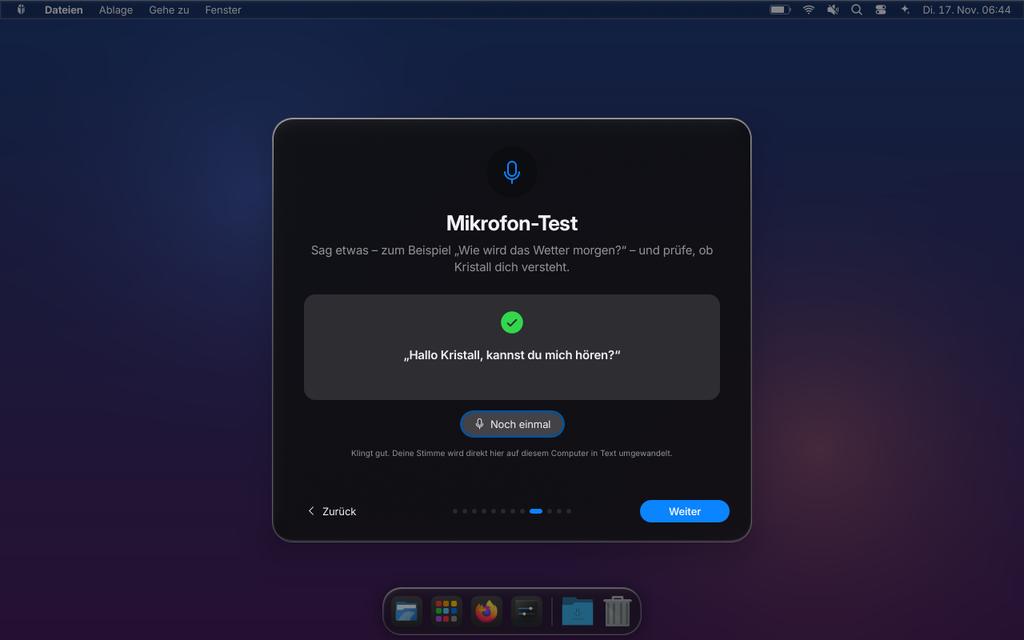 Dateien Ablage Gehe zu Fenster Di. 17. Nov. 06:44
Mikrofon-Test
Sag etwas – zum Beispiel „Wie wird das Wetter morgen?“ – und prüfe, ob
Kristall dich versteht.
„Hallo Kristall, kannst du mich hören?“
Noch einmal
Klingt gut. Deine Stimme wird direkt hier auf diesem Computer in Text umgewandelt.
Zurück Weiter